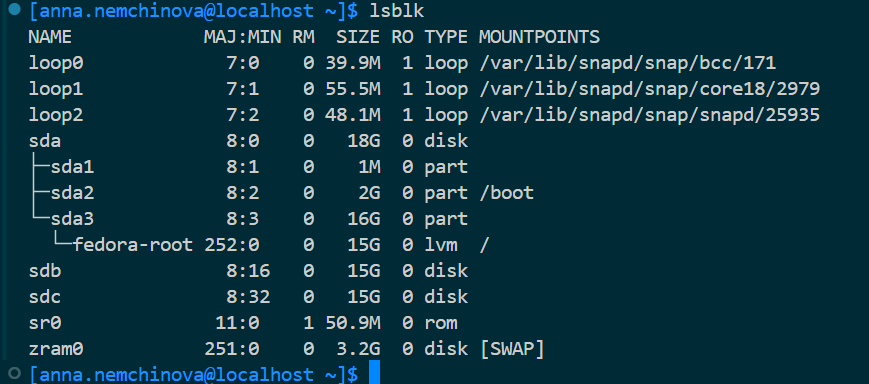 [anna.nemchinova@localhost ~]$ lsblk
NAME            MAJ:MIN RM  SIZE RO TYPE MOUNTPOINTS
loop0             7:0    0 39.9M  1 loop /var/lib/snapd/snap/bcc/171
loop1             7:1    0 55.5M  1 loop /var/lib/snapd/snap/core18/2979
loop2             7:2    0 48.1M  1 loop /var/lib/snapd/snap/snapd/25935
sda               8:0    0   18G  0 disk
├─sda1            8:1    0    1M  0 part
├─sda2            8:2    0    2G  0 part /boot
└─sda3            8:3    0   16G  0 part
  └─fedora-root 252:0    0   15G  0 lvm  /
sdb               8:16   0   15G  0 disk
sdc               8:32   0   15G  0 disk
sr0              11:0    1 50.9M  0 rom
zram0           251:0    0  3.2G  0 disk [SWAP]
[anna.nemchinova@localhost ~]$